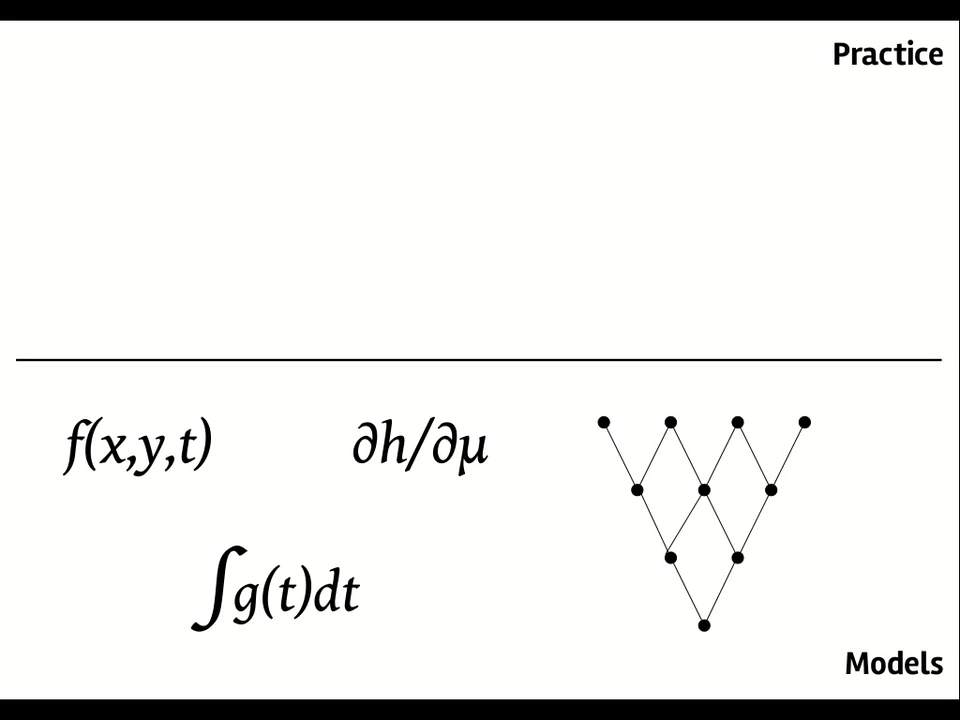 Practice
f(x,y,t)
∂h/∂μ
∫g(t)dt
Models